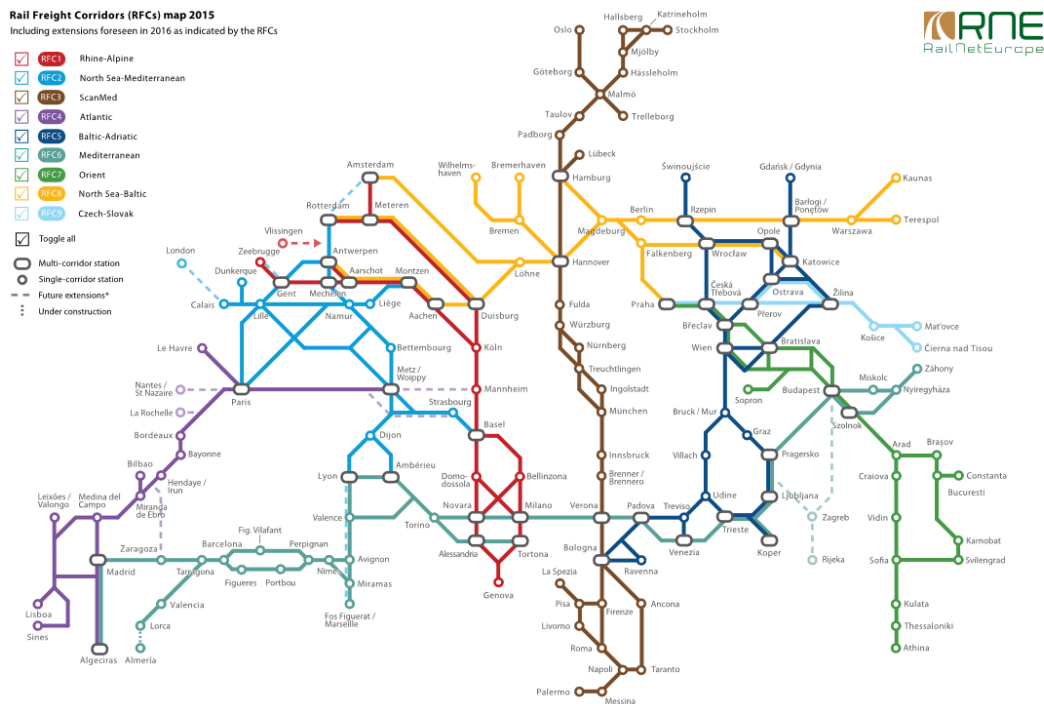 Rail Freight Corridors (RFCs) map 2015
Including extensions foreseen in 2016 as indicated by the RFCs
RNE
RailNetEurope
RFC1 Rhine-Alpine
RFC2 North Sea-Mediterranean
RFC3 ScanMed
RFC4 Atlantic
RFC5 Baltic-Adriatic
RFC6 Mediterranean
RFC7 Orient
RFC8 North Sea-Baltic
RFC9 Czech-Slovak
Toggle all
Multi-corridor station
Single-corridor station
Future extensions*
Under construction
Oslo
Hallsberg
Katrineholm
Stockholm
Mjölby
Göteborg
Hässleholm
Malmö
Taulov
Trelleborg
Padborg
Lübeck
Hamburg
Amsterdam
Wilhelms-
haven
Bremerhaven
Świnoujście
Gdańsk / Gdynia
Kaunas
Rotterdam
Meteren
Bremen
Magdeburg
Berlin
Rzepin
Barłogi /
Ponętów
Warszawa
Terespol
Vlissingen
London
Zeebrugge
Antwerpen
Dunkerque
Aarschot
Montzen
Löhne
Hannover
Falkenberg
Wrocław
Opole
Katowice
Gent
Mechelen
Calais
Lille
Namur
Liège
Aachen
Duisburg
Fulda
Praha
Česká
Třebová
Ostrava
Přerov
Žilina
Košice
Maťovce
Čierna nad Tisou
Würzburg
Břeclav
Le Havre
Bettembourg
Köln
Nürnberg
Wien
Bratislava
Metz /
Woippy
Treuchtlingen
Záhony
Nantes /
St Nazaire
Paris
Mannheim
Ingolstadt
Sopron
Budapest
Miskolc
Nyíregyháza
La Rochelle
Strasbourg
München
Bruck / Mur
Szolnok
Bordeaux
Dijon
Basel
Graz
Arad
Brașov
Bayonne
Innsbruck
Villach
Pragersko
Bilbao
Hendaye /
Irun
Lyon
Ambérieu
Domo-
dossola
Bellinzona
Brenner /
Brennero
Craiova
Constanta
Bucuresti
Leixões /
Valongo
Medina del
Campo
Miranda
de Ebro
Udine
Ljubljana
Valence
Torino
Novara
Milano
Verona
Padova
Treviso
Trieste
Koper
Zagreb
Vidin
Fig. Vilafant
Zaragoza
Barcelona
Perpignan
Alessandria
Tortona
Bologna
Venezia
Karnobat
Madrid
Tarragona
Figueres
Portbou
Nîmes
Avignon
Miramas
Genova
La Spezia
Ravenna
Rijeka
Sofia
Svilengrad
Lisboa
Sines
Valencia
Lorca
Fos Figuerat /
Marseille
Pisa
Firenze
Ancona
Kulata
Livorno
Thessaloniki
Algeciras
Almería
Roma
Athina
Napoli
Taranto
Palermo
Messina